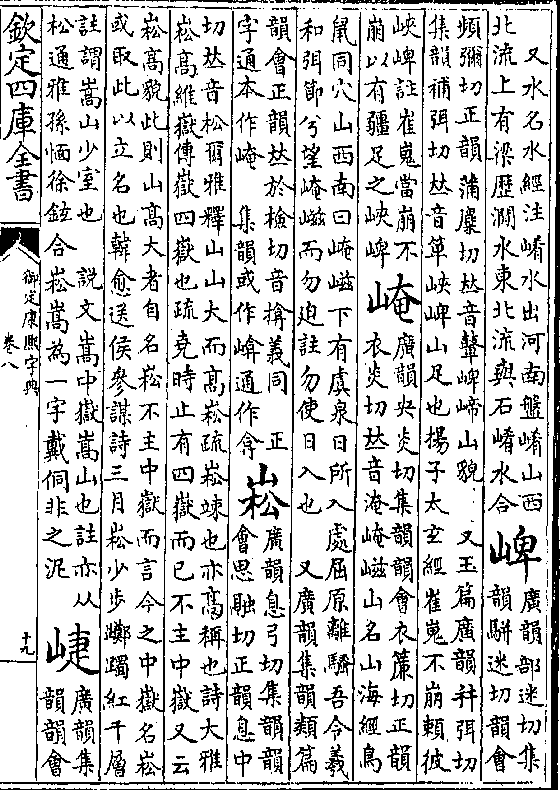 又水名水經注崤水出河南盤崤山西
北流上有梁歷澗水東北流與石崤水合
崥
廣韻部迷切集
韻駢迷切韻會
頻彌切正韻蒲麋切𠀤音鼙崥崹山貌　又玉篇廣韻幷弭切
集韻補弭切𠀤音箄峽崥山足也揚子太玄經崔嵬不崩賴彼
峽崥註崔嵬當崩不
崩以有彊足之峽崥
崦
廣韻央炎切集韻韻會衣廉切正韻
衣炎切𠀤音淹崦嵫山名山海經鳥
鼠同穴山西南曰崦嵫下有虞泉日所入處屈原離騷吾令羲
和弭節兮望崦嵫而勿迫註勿使日入也　又廣韻集韻類篇
韻會正韻𠀤於檢切音揜義同　正
字通本作崦　集韻或作通作弇
崧
廣韻息弓切集韻韻
會思融切正韻息中
切𠀤音松爾雅釋山山大而高崧疏崧竦也亦高稱也詩大雅
崧高維嶽傳嶽四嶽也疏堯時止有四嶽而已不主中嶽又云
崧高貌此則山高大者自名崧不主中嶽而言今之中嶽名崧
或取此以立名也韓愈送侯參謀詩三月崧少步躑躅紅千層
註謂嵩山少室也　說文嵩中嶽嵩山也註亦从
松通雅孫愐徐鉉合崧嵩為一字戴侗非之泥
崨
廣韻集
韻韻會
欽定四庫全書
御定康熙字典
卷八
十九